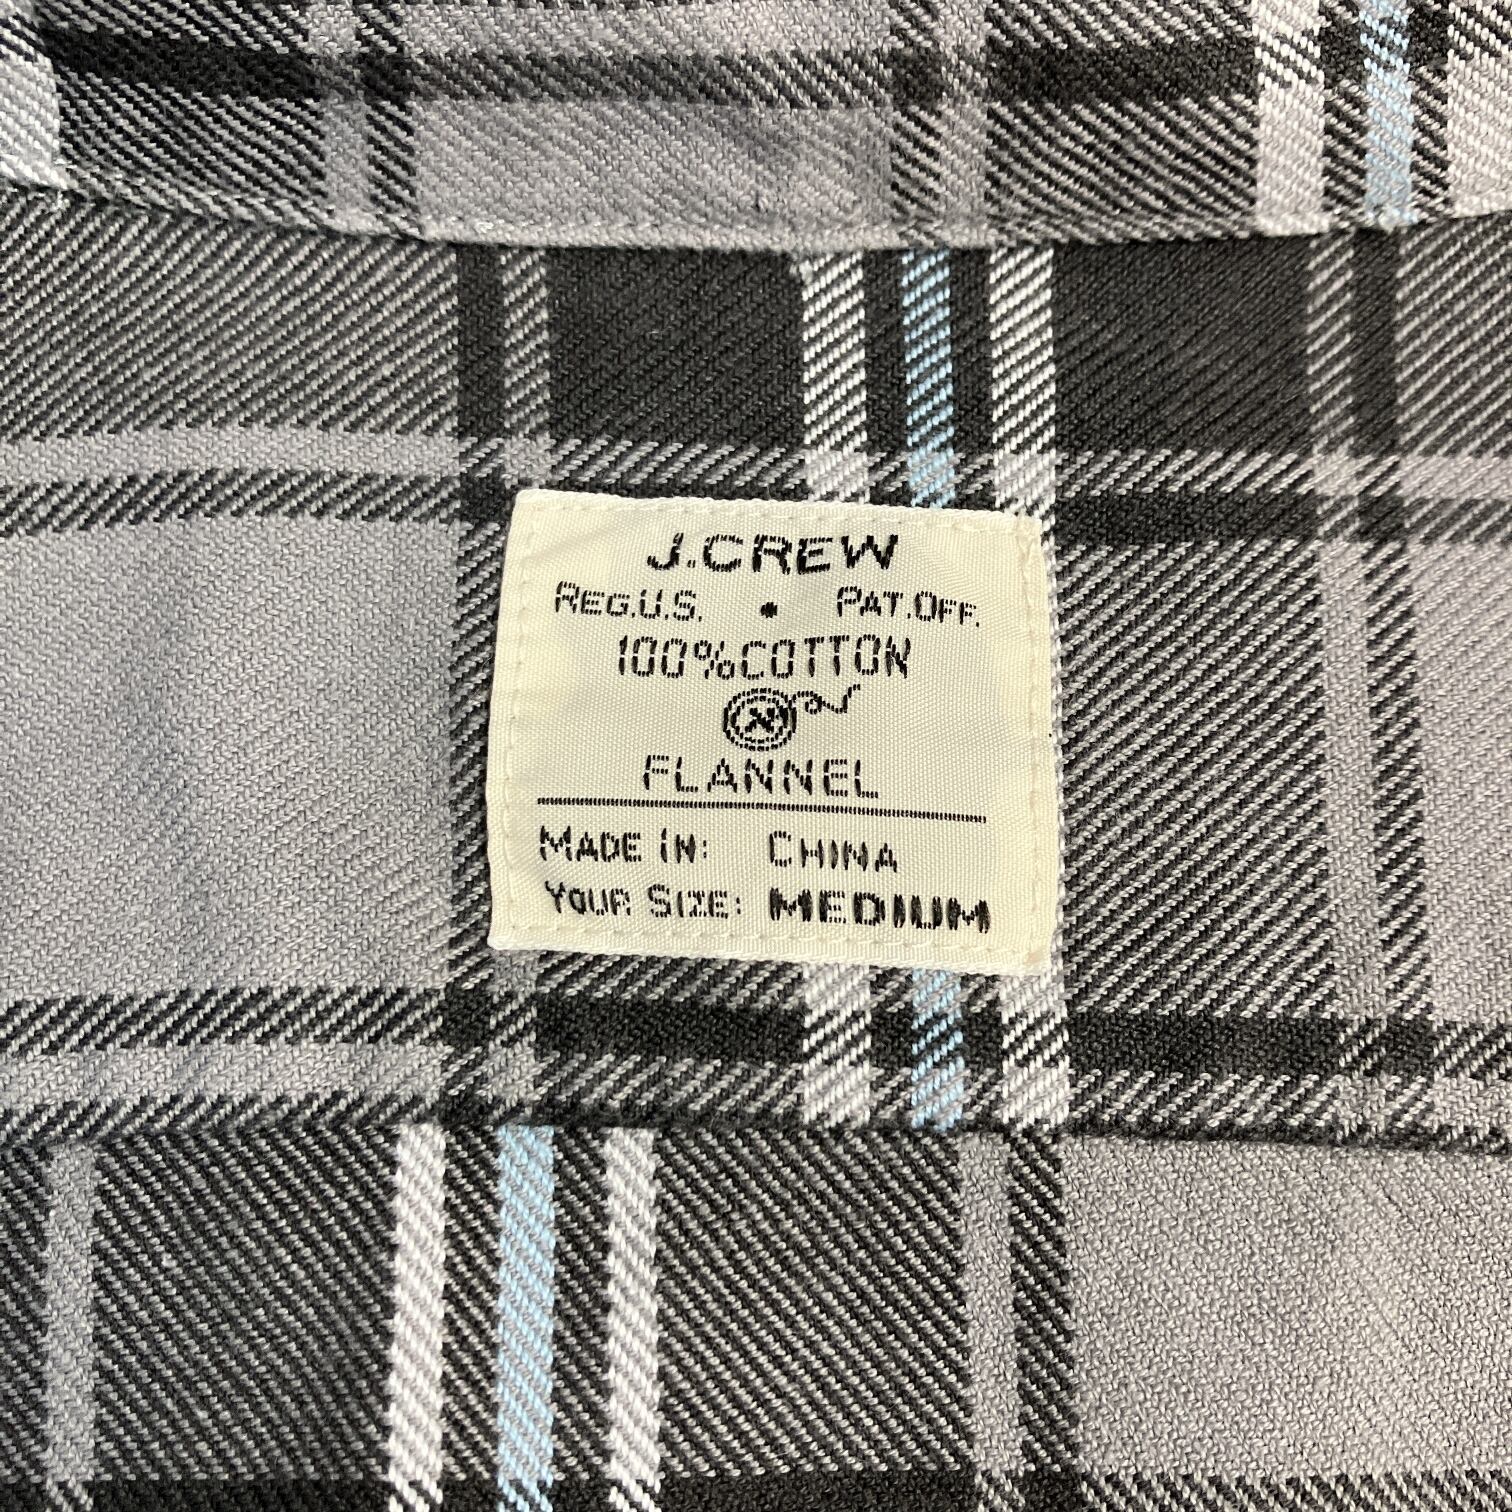 J.CREW
REG.U.S. • PAT.OFF.
100%COTTON
FLANNEL
MADE IN: CHINA
YOUR SIZE: MEDIUM